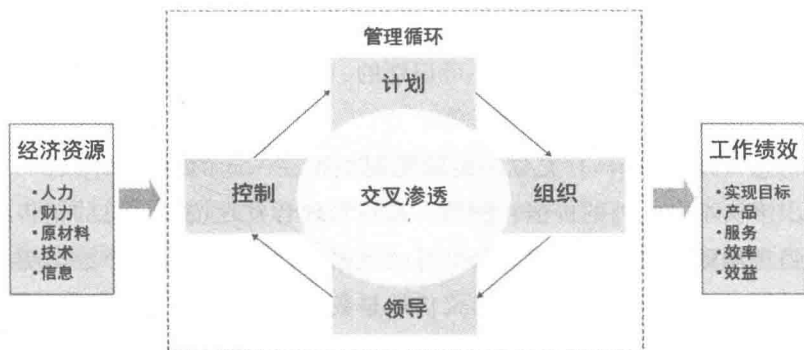 管理循环
计划
经济资源
•人力
•财力
•原材料
•技术
•信息
控制
交叉渗透
组织
领导
工作绩效
•实现目标
•产品
•服务
•效率
•效益